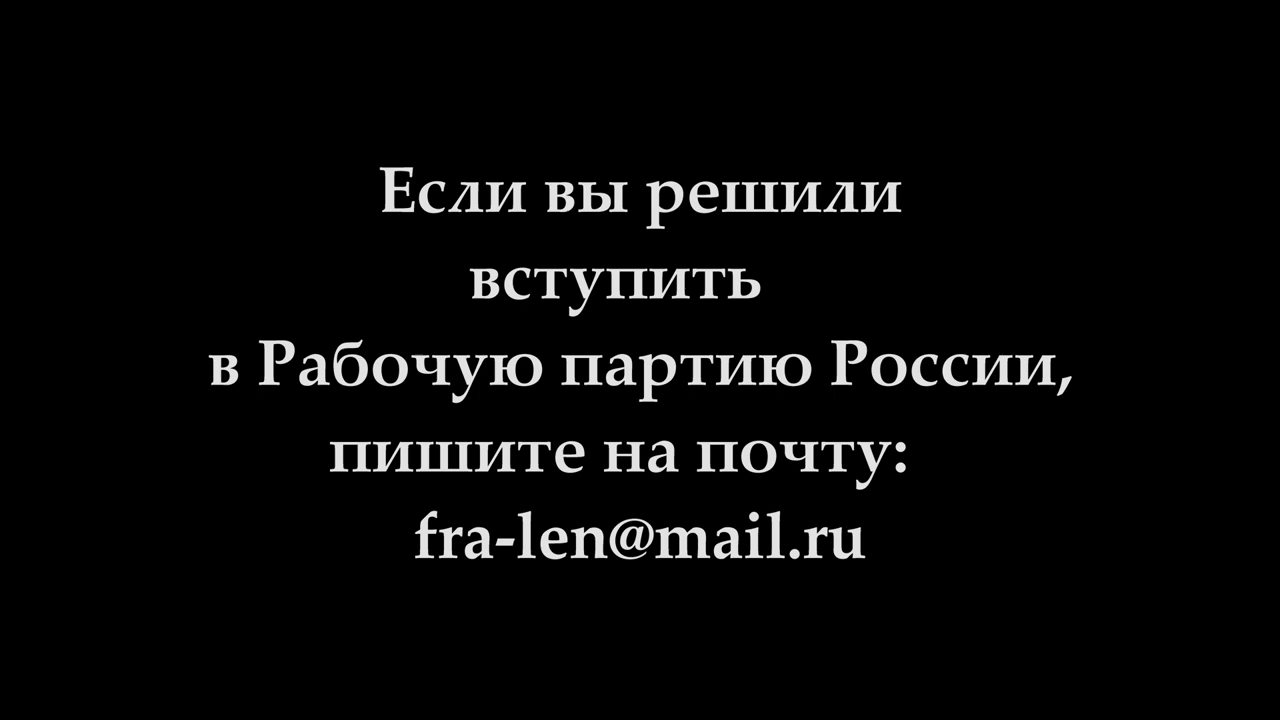 Если вы решили
вступить
в Рабочую партию России,
пишите на почту:
fra-len@mail.ru